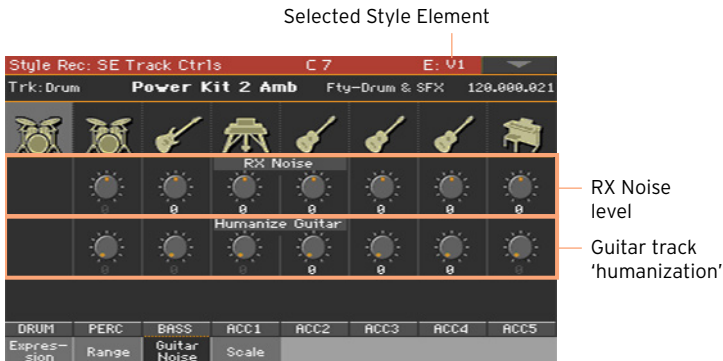 Selected Style Element
Style Rec: SE Track Ctrls C 7 E: V1
Trk:Drum Power Kit 2 Amb Fty-Drum & SFX 120.000.021
RX Noise
0 0 0 0 0 0 0
RX Noise
level
Humanize Guitar
0 0 0 0 0 0 0
Guitar track
‘humanization’
DRUM PERC BASS ACC1 ACC2 ACC3 ACC4 ACC5
Expres-
sion Range Guitar
Noise Scale